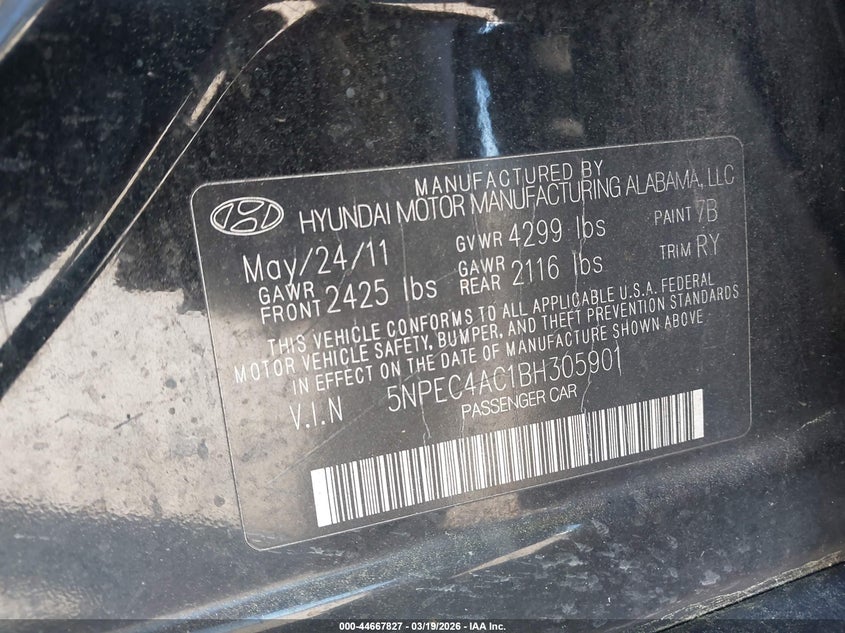 MANUFACTURED BY
HYUNDAI MOTOR MANUFACTURING ALABAMA, LLC
May/24/11 GVWR 4299 lbs PAINT 7B
GAWR FRONT 2425 lbs GAWR REAR 2116 lbs TRIM RY
THIS VEHICLE CONFORMS TO ALL APPLICABLE U.S.A. FEDERAL
MOTOR VEHICLE SAFETY, BUMPER, AND THEFT PREVENTION STANDARDS
IN EFFECT ON THE DATE OF MANUFACTURE SHOWN ABOVE
V.I.N 5NPEC4AC1BH305901
PASSENGER CAR
000-44667827 - 03/19/2026 - IAA Inc.